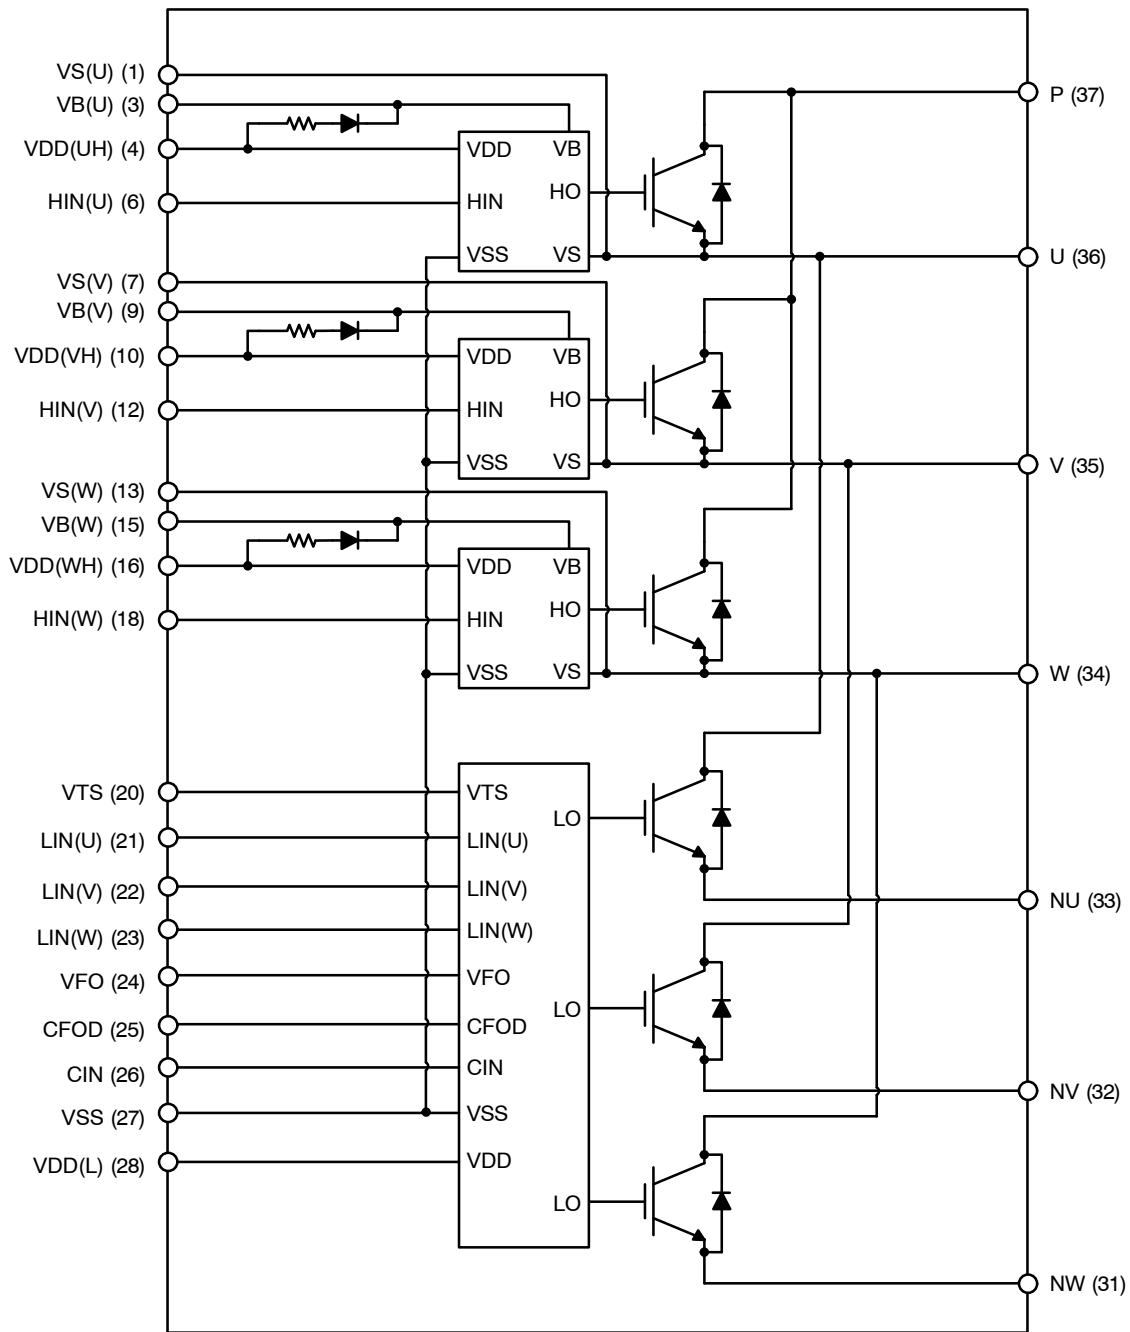 VS(U) (1)
VB(U) (3)
VDD(UH) (4)
HIN(U) (6)
VS(V) (7)
VB(V) (9)
VDD(VH) (10)
HIN(V) (12)
VS(W) (13)
VB(W) (15)
VDD(WH) (16)
HIN(W) (18)
VTS (20)
LIN(U) (21)
LIN(V) (22)
LIN(W) (23)
VFO (24)
CFOD (25)
CIN (26)
VSS (27)
VDD(L) (28)
VDD VB
HIN HO
VSS VS
VDD VB
HIN HO
VSS VS
VDD VB
HIN HO
VSS VS
VTS
LO
LIN(U)
LIN(V)
LIN(W)
VFO
LO
CFOD
CIN
VSS
VDD
LO
P (37)
U (36)
V (35)
W (34)
NU (33)
NV (32)
NW (31)